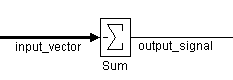 Σ
input_vector
output_signal
Sum